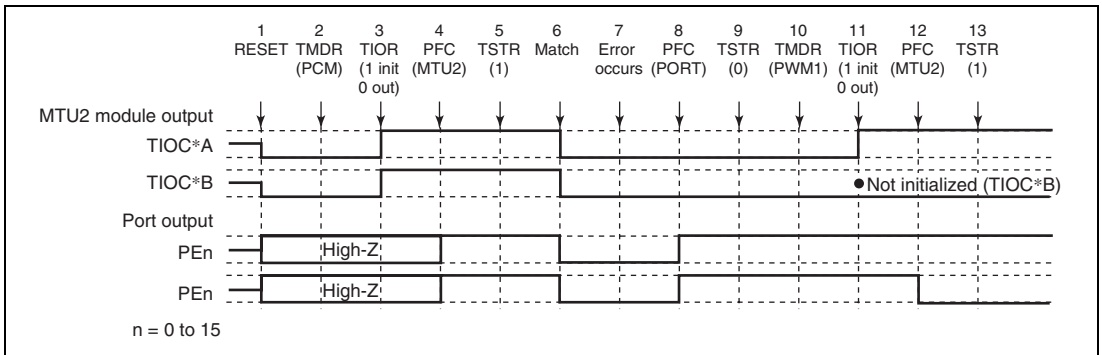 1 2 3 4 5 6 7 8 9 10 11 12 13
RESET TMDR TIOR PFC TSTR Match Error PFC TSTR TMDR TIOR PFC TSTR
(PCM) (1 init (MTU2) (1) occurs (PORT) (0) (PWM1) (1 init (MTU2) (1)
0 out) 0 out)
MTU2 module output
TIOC*A
TIOC*B ●Not initialized (TIOC*B)
Port output
PEn High-Z
PEn High-Z
n = 0 to 15